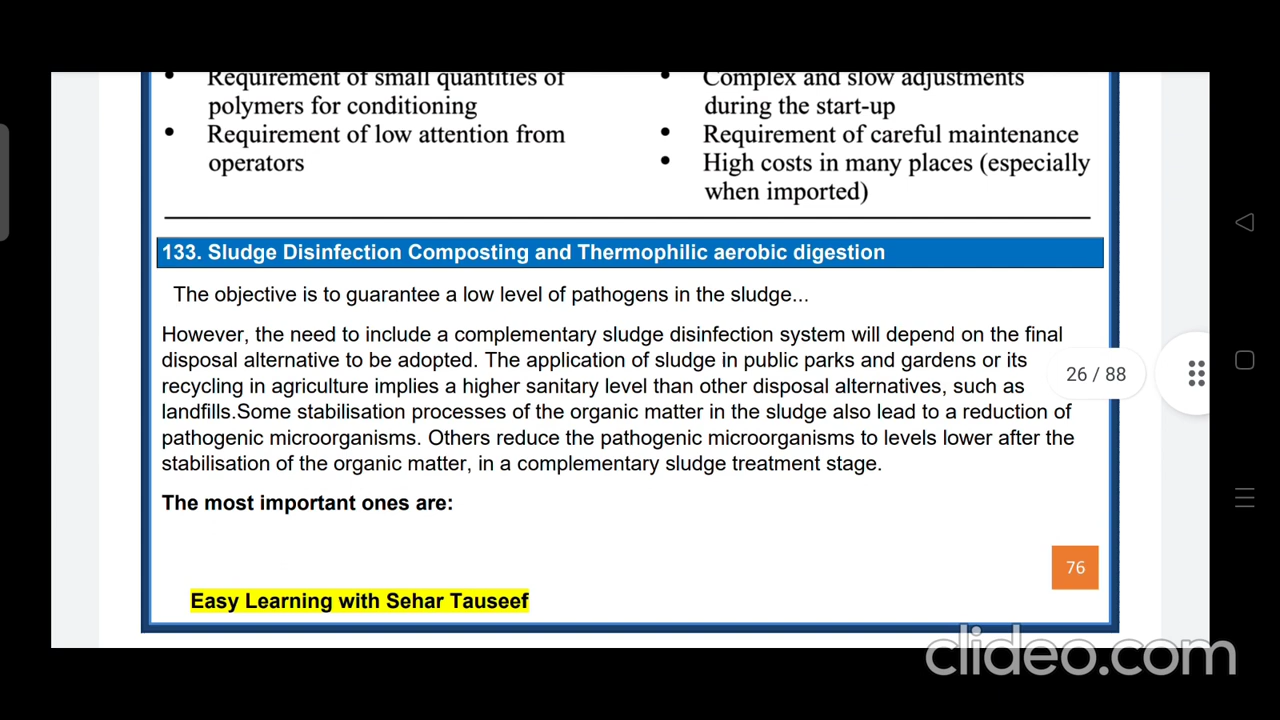 • Requirement of small quantities of
polymers for conditioning
• Requirement of low attention from
operators
• Complex and slow adjustments
during the start-up
• Requirement of careful maintenance
• High costs in many places (especially
when imported)
133. Sludge Disinfection Composting and Thermophilic aerobic digestion
The objective is to guarantee a low level of pathogens in the sludge...
However, the need to include a complementary sludge disinfection system will depend on the final
disposal alternative to be adopted. The application of sludge in public parks and gardens or its
recycling in agriculture implies a higher sanitary level than other disposal alternatives, such as
landfills.Some stabilisation processes of the organic matter in the sludge also lead to a reduction of
pathogenic microorganisms. Others reduce the pathogenic microorganisms to levels lower after the
stabilisation of the organic matter, in a complementary sludge treatment stage.
The most important ones are:
26 / 88
76
Easy Learning with Sehar Tauseef
clideo.com